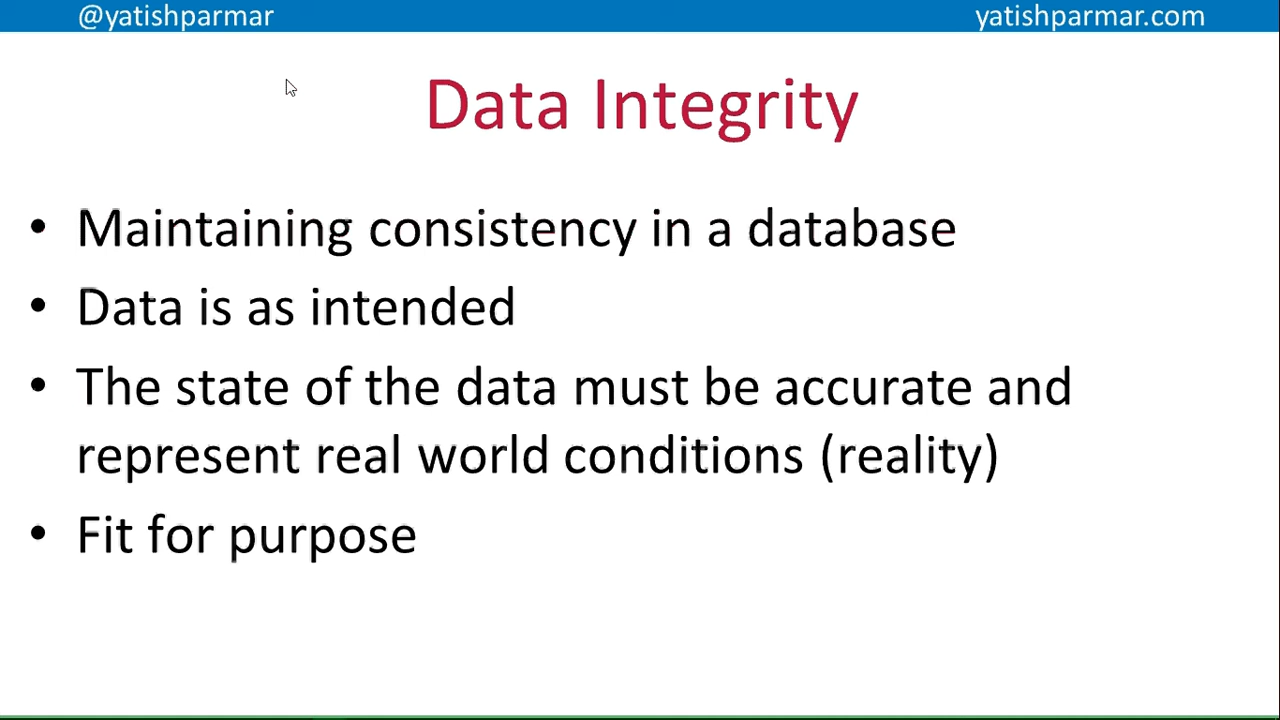 @yatishparmar
yatishparmar.com
Data Integrity
• Maintaining consistency in a database
• Data is as intended
• The state of the data must be accurate and
represent real world conditions (reality)
• Fit for purpose